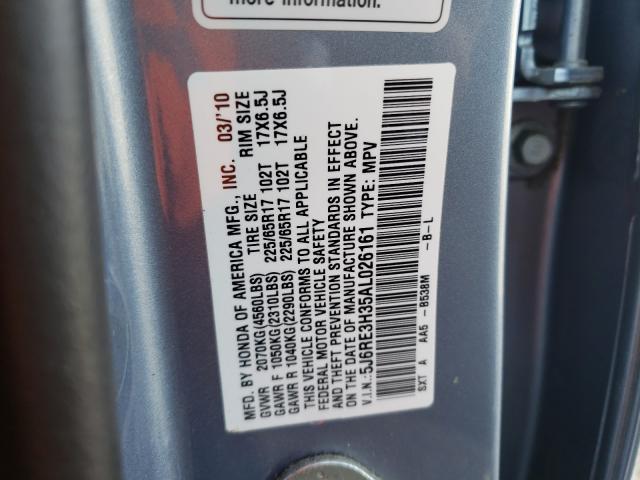 more information.
MFD. BY HONDA OF AMERICA MFG., INC. 03/'10
TIRE SIZE RIM SIZE
GVWR 2070KG(4560LBS)
GAWR F 1050KG(2310LBS) 225/65R17 102T 17X6.5J
GAWR R 1040KG(2290LBS) 225/65R17 102T 17X6.5J
THIS VEHICLE CONFORMS TO ALL APPLICABLE
FEDERAL MOTOR VEHICLE SAFETY
AND THEFT PREVENTION STANDARDS IN EFFECT
ON THE DATE OF MANUFACTURE SHOWN ABOVE.
V.I.N.:5J6RE3H35AL026161 TYPE: MPV
SXT A AA5 -B538M -B-L